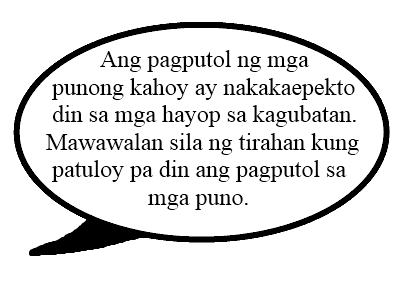 Ang pagputol ng mga
punong kahoy ay nakakaepekto
din sa mga hayop sa kagubatan.
Mawawalan sila ng tirahan kung
patuloy pa din ang pagputol sa
mga puno.